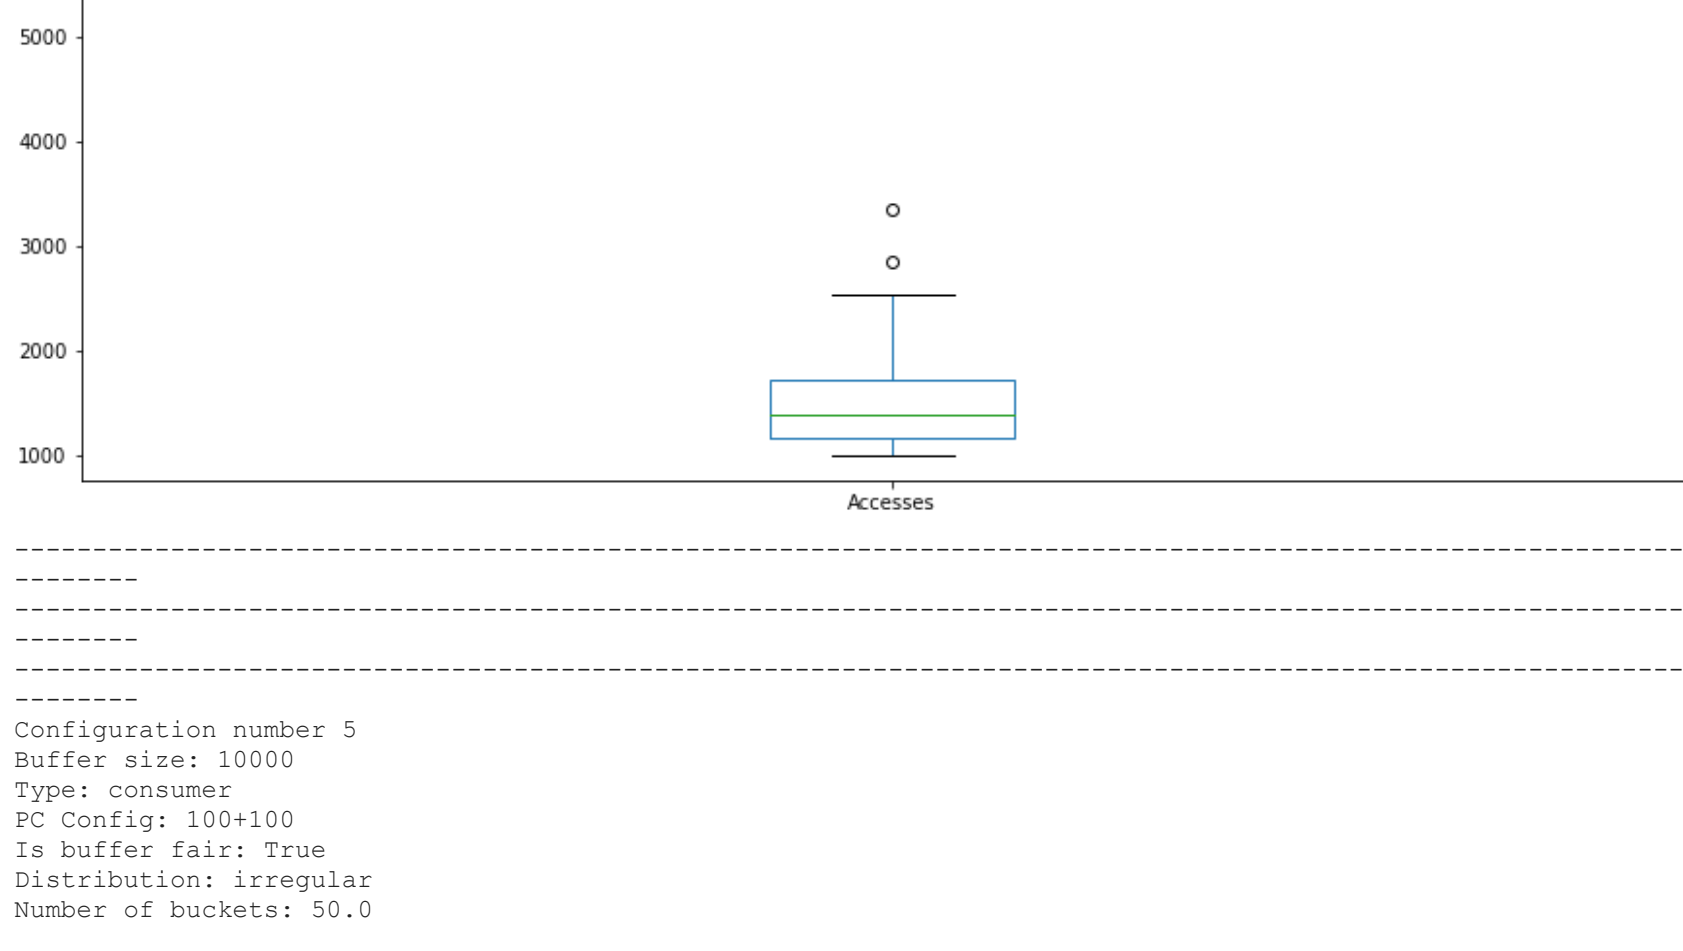 5000
4000
3000
2000
1000
Accesses
------------------------------------------------------------------------------------------------------------
--------
------------------------------------------------------------------------------------------------------------
--------
------------------------------------------------------------------------------------------------------------
--------
Configuration number 5
Buffer size: 10000
Type: consumer
PC Config: 100+100
Is buffer fair: True
Distribution: irregular
Number of buckets: 50.0